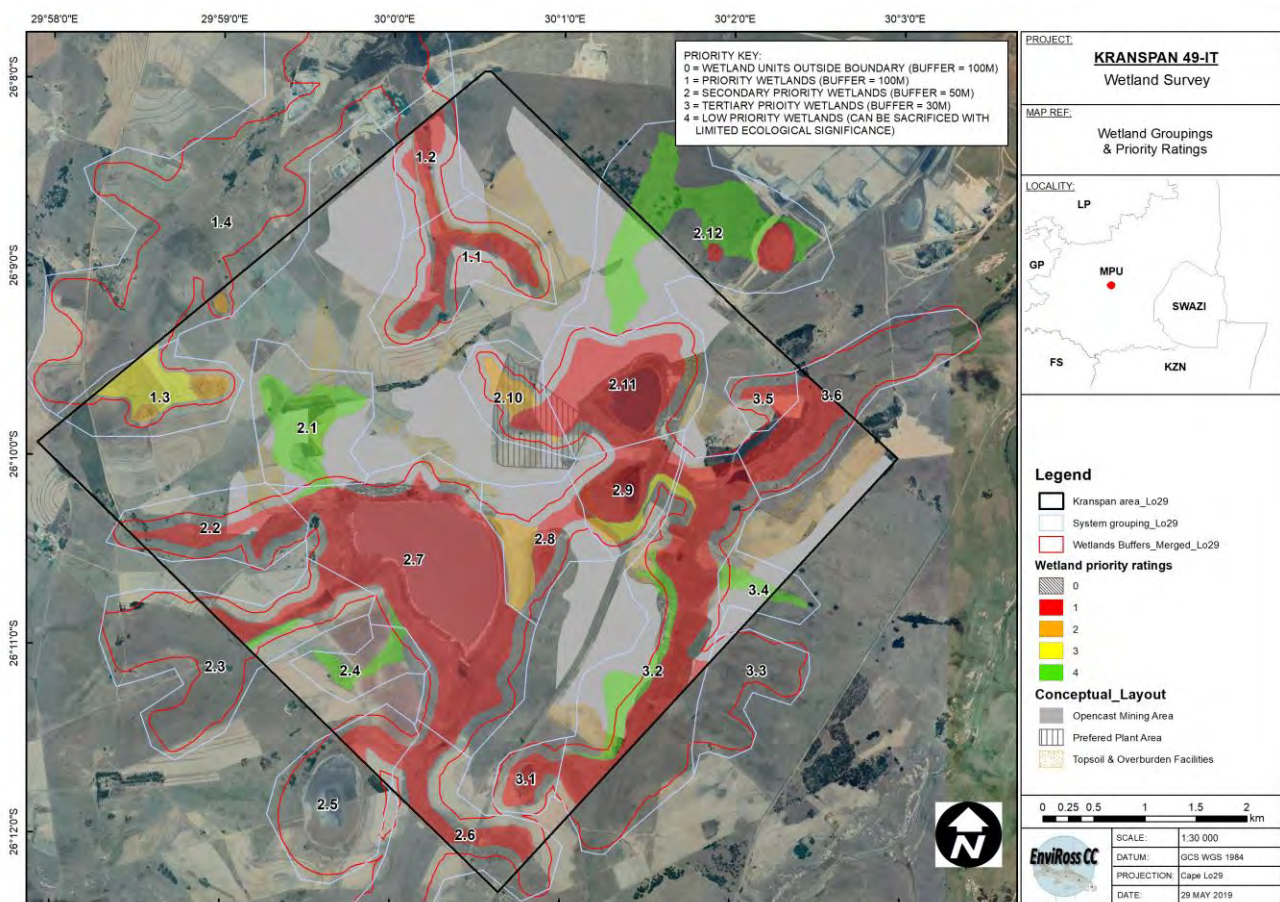 29°58'0"E
29°59'0"E
30°0'0"E
30°1'0"E
30°2'0"E
30°3'0"E
26°8'0"S
26°9'0"S
26°10'0"S
26°11'0"S
26°12'0"S
PRIORITY KEY:
0 = WETLAND UNITS OUTSIDE BOUNDARY (BUFFER = 100M)
1 = PRIORITY WETLANDS (BUFFER = 100M)
2 = SECONDARY PRIORITY WETLANDS (BUFFER = 50M)
3 = TERTIARY PRIOITY WETLANDS (BUFFER = 30M)
4 = LOW PRIORITY WETLANDS (CAN BE SACRIFICED WITH
LIMITED ECOLOGICAL SIGNIFICANCE)
1.2
1.4
2.12
1.1
1.3
2.10
2.11
3.5
3.6
2.1
2.9
2.2
2.8
2.7
3.4
2.3
2.4
3.2
3.3
3.1
2.5
2.6
N
PROJECT:
KRANSPAN 49-IT
Wetland Survey
MAP REF:
Wetland Groupings
& Priority Ratings
LOCALITY:
LP
GP
MPU
SWAZI
FS
KZN
Legend
Kranspan area_Lo29
System grouping_Lo29
Wetlands Buffers_Merged_Lo29
Wetland priority ratings
0
1
2
3
4
Conceptual_Layout
Opencast Mining Area
Prefered Plant Area
Topsoil & Overburden Facilities
0 0.25 0.5 1 1.5 2
km
EnviRoss CC
SCALE: 1:30 000
DATUM: GCS WGS 1984
PROJECTION: Cape Lo29
DATE: 29 MAY 2019